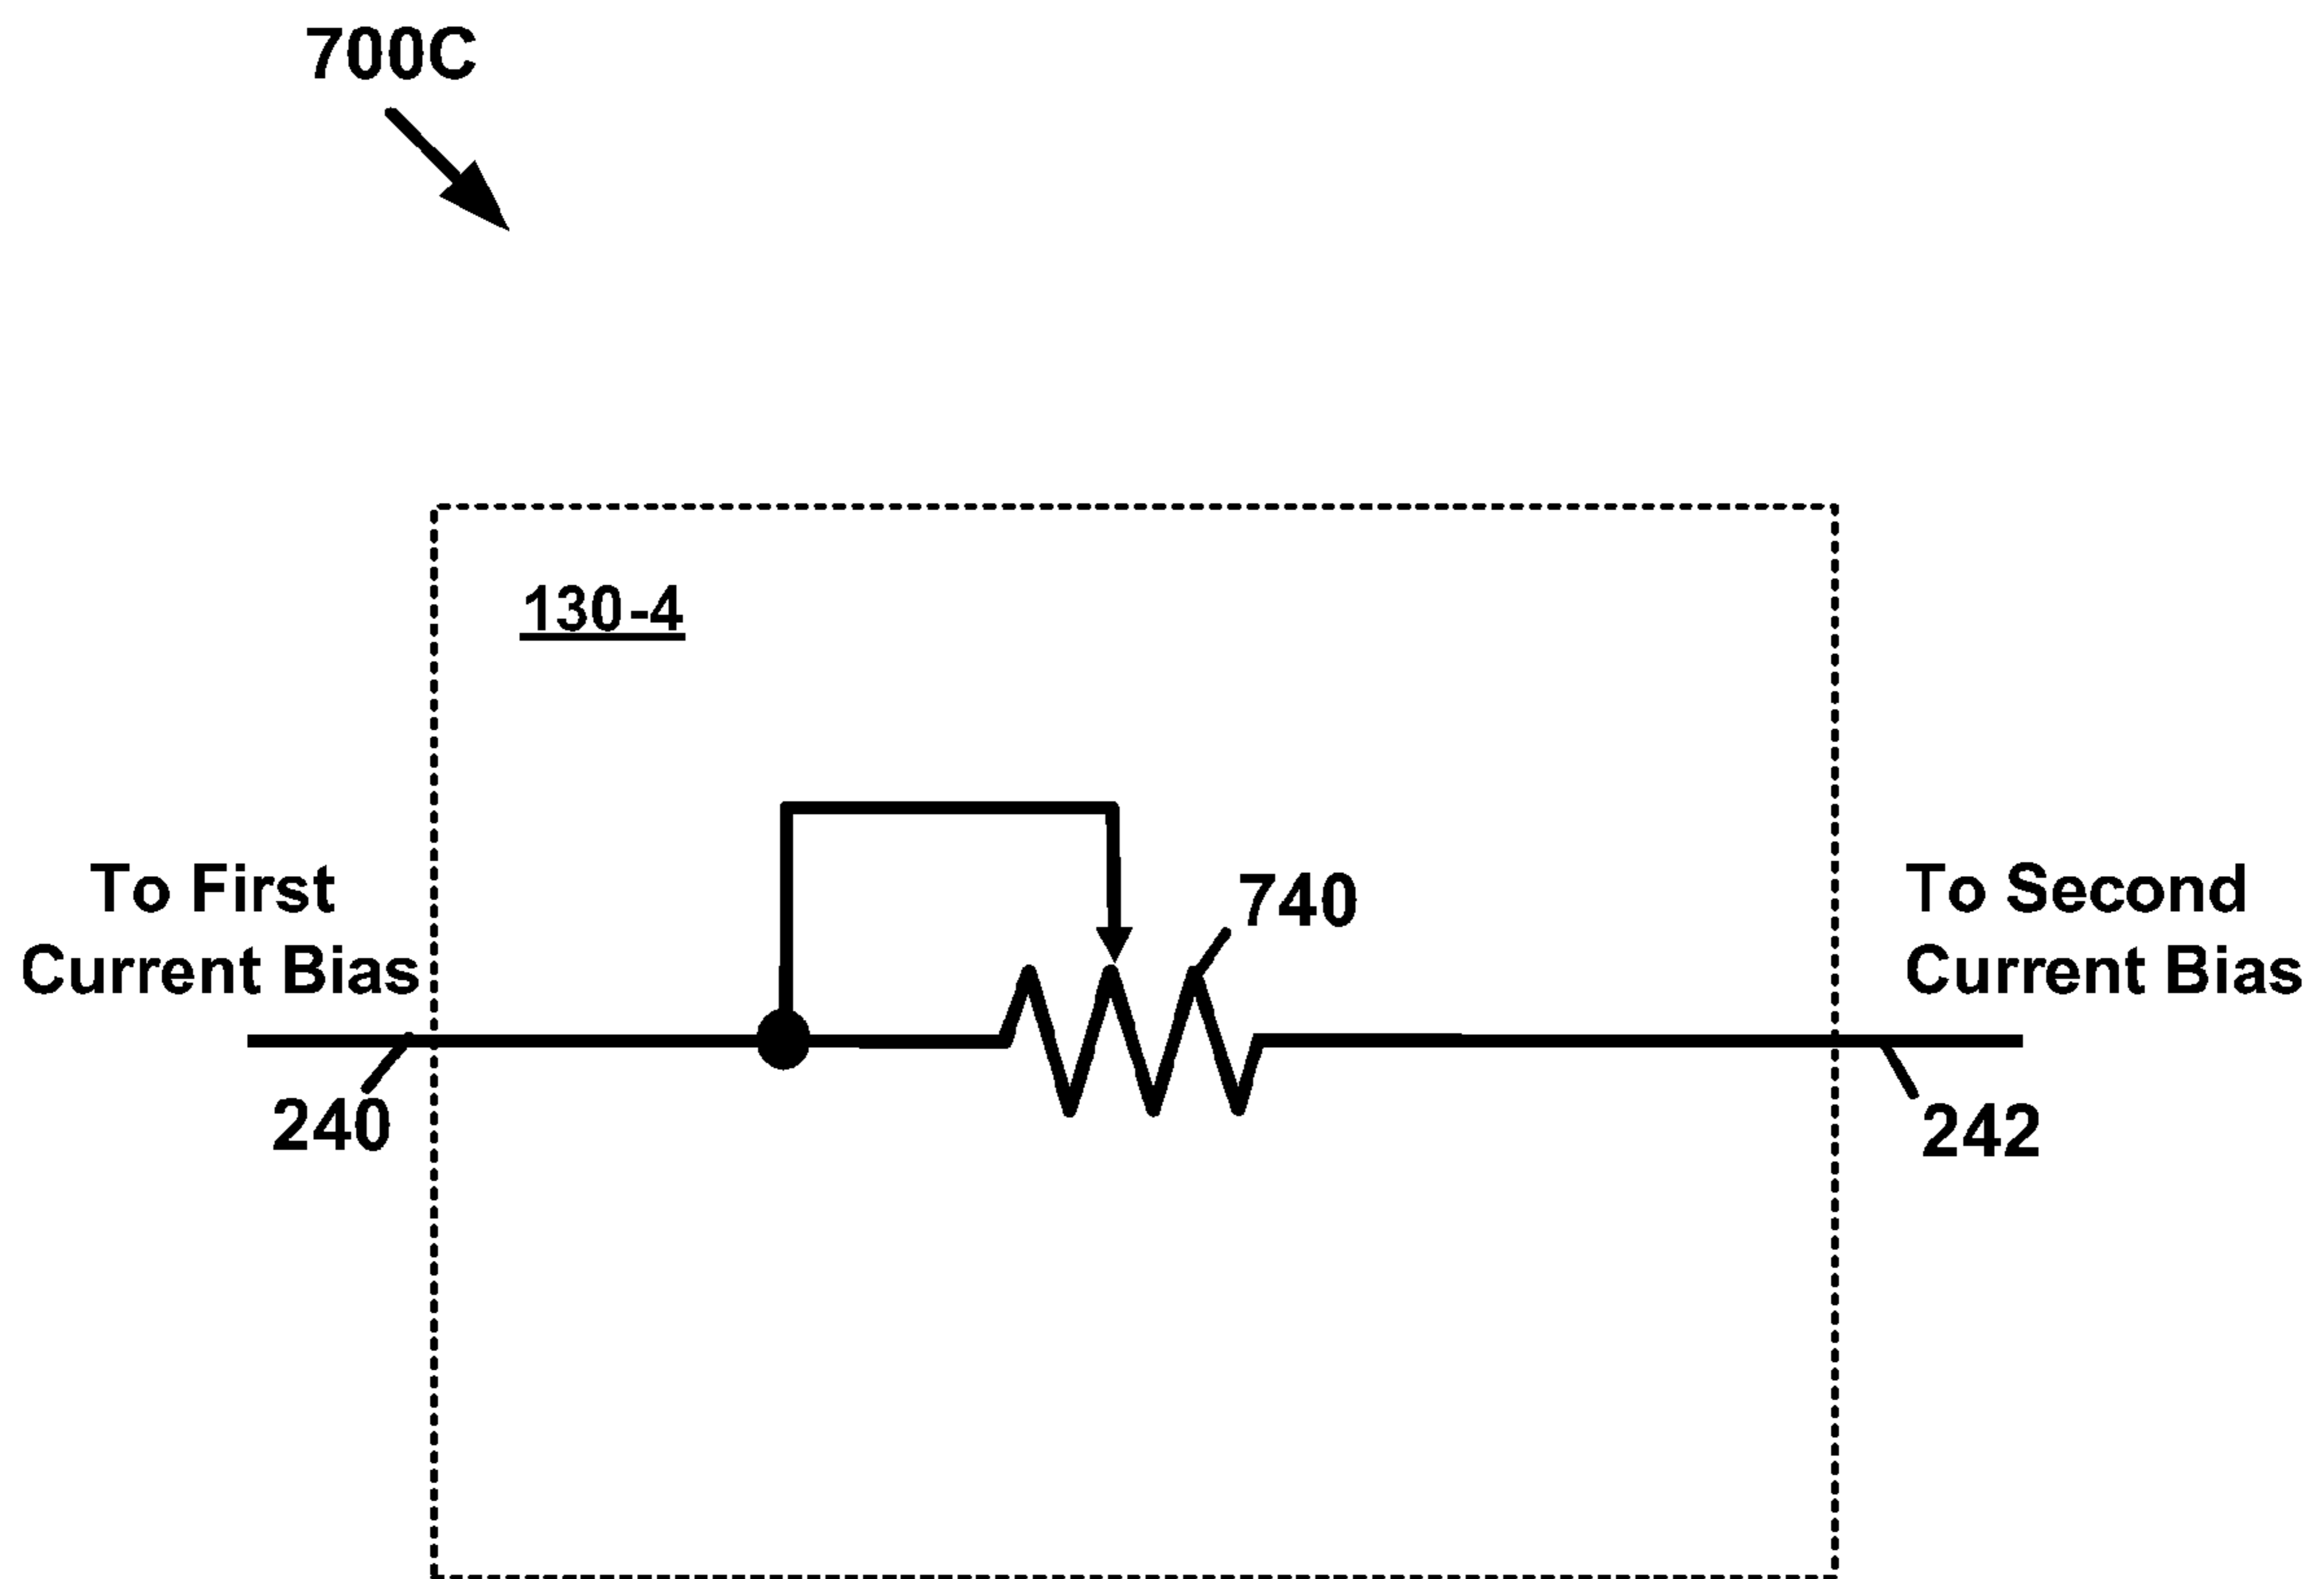 700C
130-4
To First
Current Bias
740
To Second
Current Bias
240
242